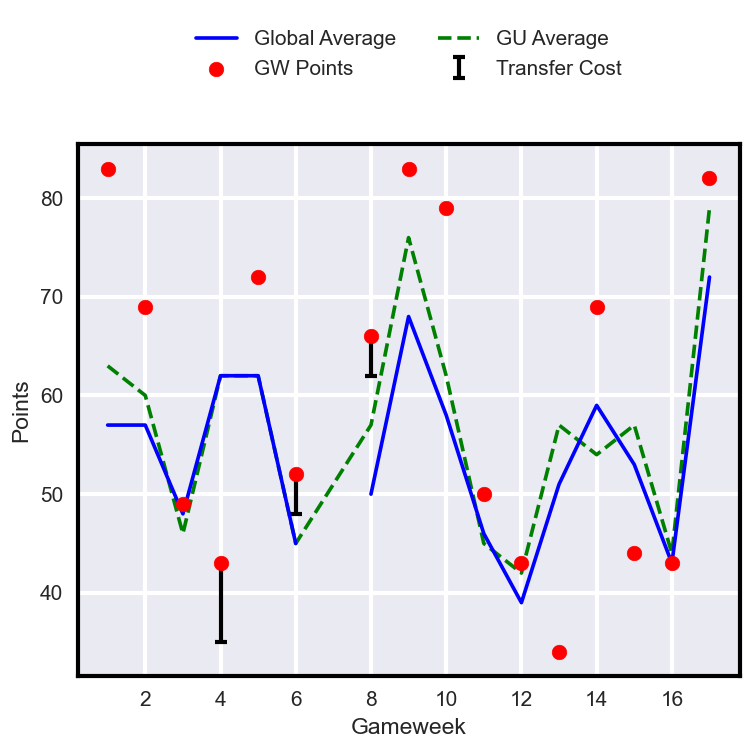 Global Average
GU Average
GW Points
Transfer Cost
80
70
60
50
40
Points
2 4 6 8 10 12 14 16
Gameweek